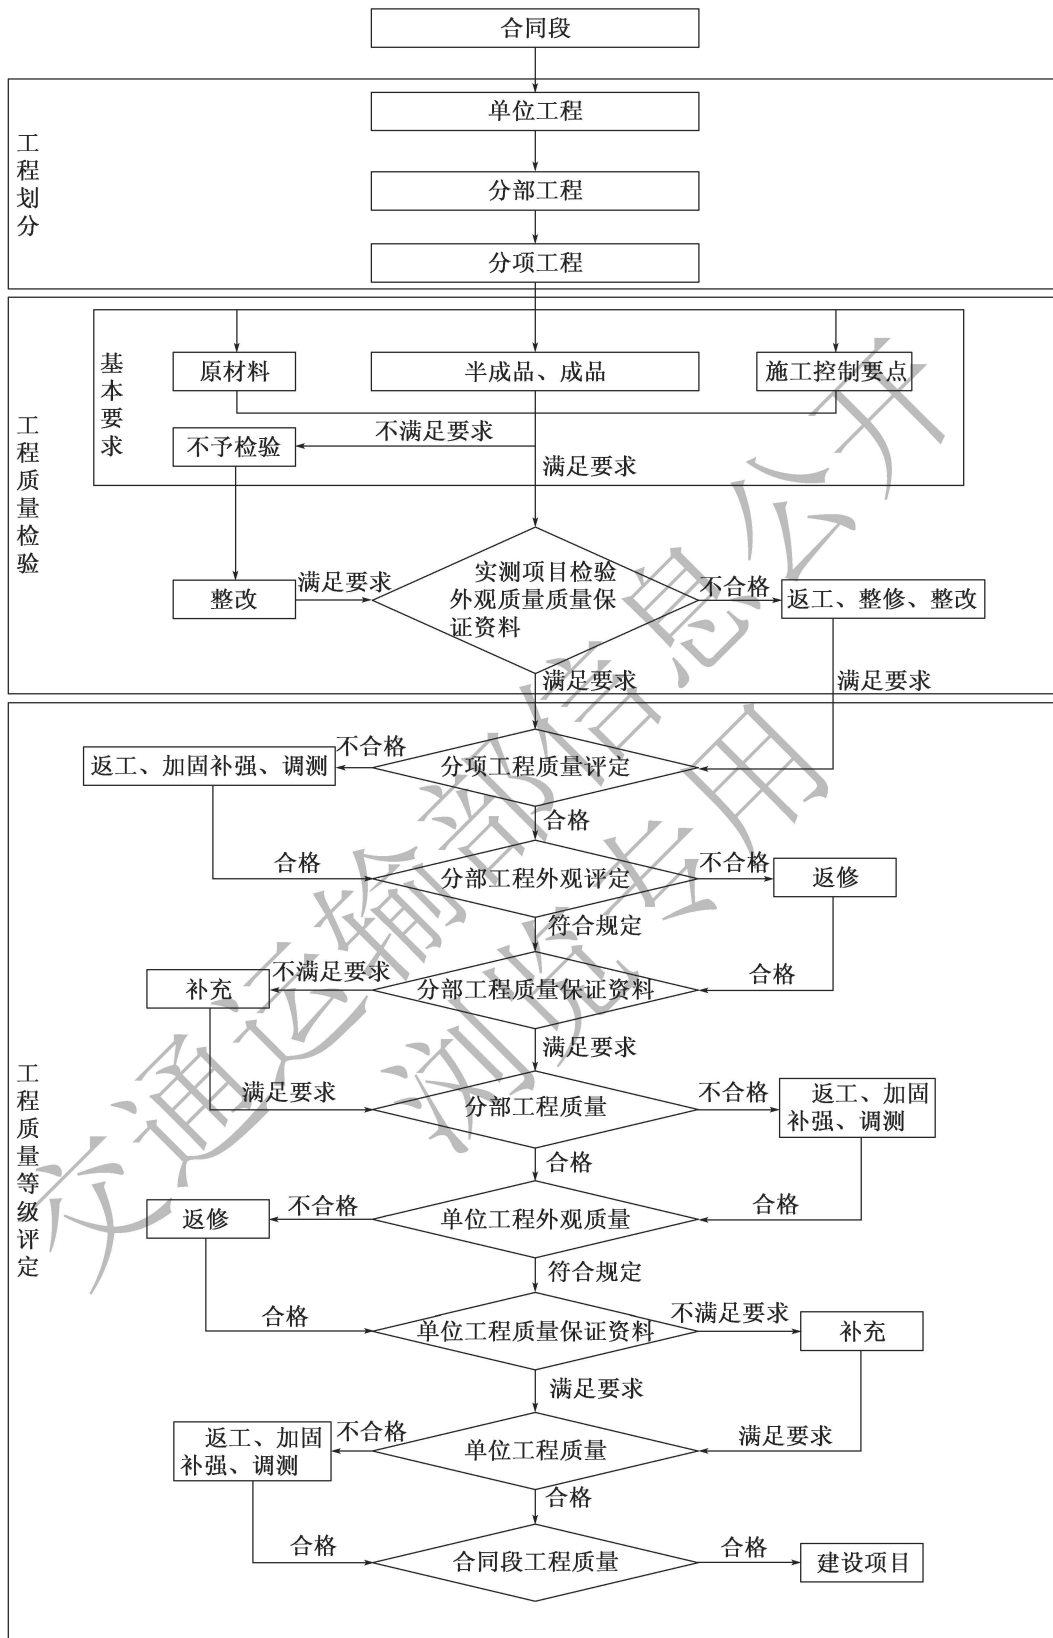 合同段
工程划分
单位工程
分部工程
分项工程
工程质量检验
基本要求
原材料
半成品、成品
施工控制要点
不予检验
不满足要求
满足要求
整改
满足要求
实测项目检验
外观质量质量保
证资料
不合格
返工、整修、整改
满足要求
满足要求
工程质量等级评定
返工、加固补强、调测
不合格
分项工程质量评定
合格
合格
分部工程外观评定
不合格
返修
符合规定
补充
不满足要求
分部工程质量保证资料
合格
满足要求
满足要求
分部工程质量
不合格
返工、加固
补强、调测
合格
返修
不合格
单位工程外观质量
合格
符合规定
合格
单位工程质量保证资料
不满足要求
补充
满足要求
返工、加固
补强、调测
不合格
单位工程质量
满足要求
合格
合格
合同段工程质量
合格
建设项目
交通运输部信息公开
浏览专用